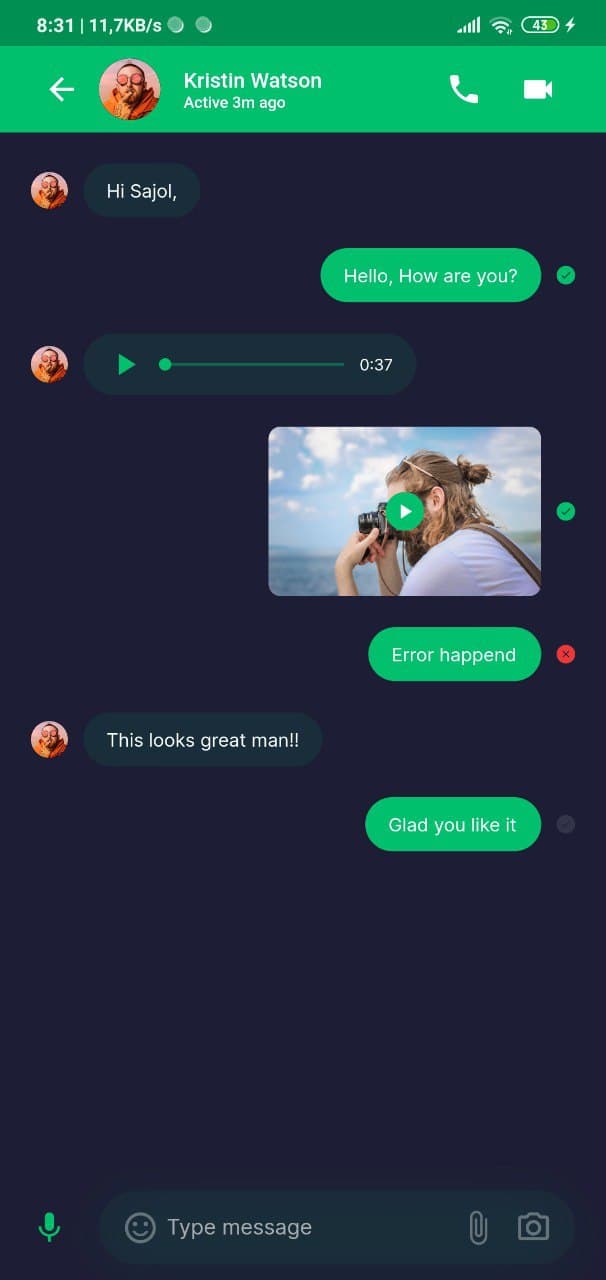 8:31 | 11,7KB/s 43
Kristin Watson
Active 3m ago
Hi Sajol,
Hello, How are you?
0:37
Error happend
This looks great man!!
Glad you like it
Type message